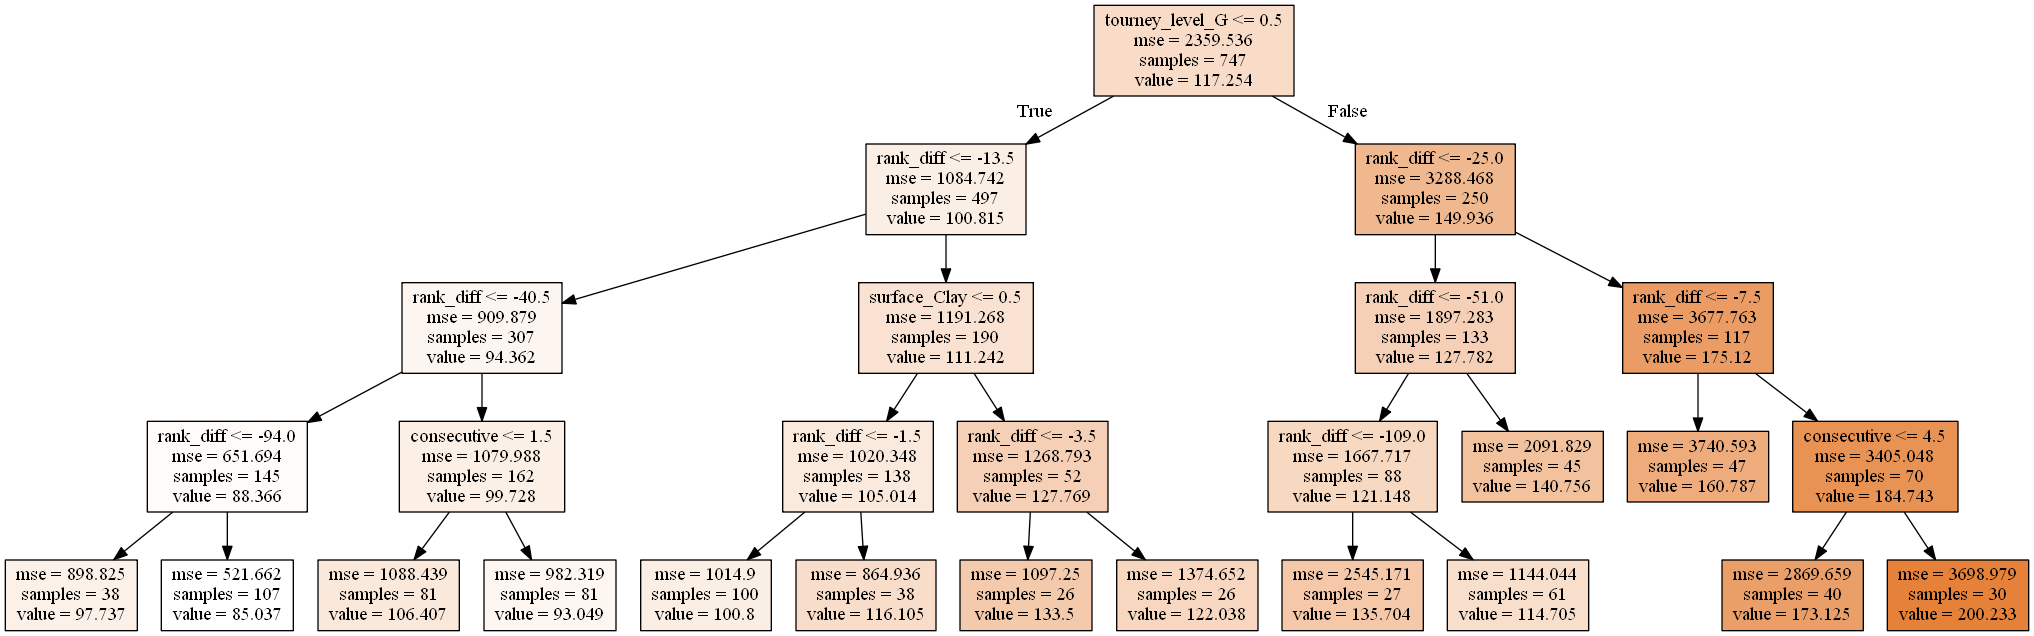 tourney_level_G <= 0.5
mse = 2359.536
samples = 747
value = 117.254
True
False
rank_diff <= -13.5
mse = 1084.742
samples = 497
value = 100.815
rank_diff <= -25.0
mse = 3288.468
samples = 250
value = 149.936
rank_diff <= -40.5
mse = 909.879
samples = 307
value = 94.362
surface_Clay <= 0.5
mse = 1191.268
samples = 190
value = 111.242
rank_diff <= -51.0
mse = 1897.283
samples = 133
value = 127.782
rank_diff <= -7.5
mse = 3677.763
samples = 117
value = 175.12
rank_diff <= -94.0
mse = 651.694
samples = 145
value = 88.366
consecutive <= 1.5
mse = 1079.988
samples = 162
value = 99.728
rank_diff <= -1.5
mse = 1020.348
samples = 138
value = 105.014
rank_diff <= -3.5
mse = 1268.793
samples = 52
value = 127.769
rank_diff <= -109.0
mse = 1667.717
samples = 88
value = 121.148
mse = 2091.829
samples = 45
value = 140.756
mse = 3740.593
samples = 47
value = 160.787
consecutive <= 4.5
mse = 3405.048
samples = 70
value = 184.743
mse = 898.825
samples = 38
value = 97.737
mse = 521.662
samples = 107
value = 85.037
mse = 1088.439
samples = 81
value = 106.407
mse = 982.319
samples = 81
value = 93.049
mse = 1014.9
samples = 100
value = 100.8
mse = 864.936
samples = 38
value = 116.105
mse = 1097.25
samples = 26
value = 133.5
mse = 1374.652
samples = 26
value = 122.038
mse = 2545.171
samples = 27
value = 135.704
mse = 1144.044
samples = 61
value = 114.705
mse = 2869.659
samples = 40
value = 173.125
mse = 3698.979
samples = 30
value = 200.233